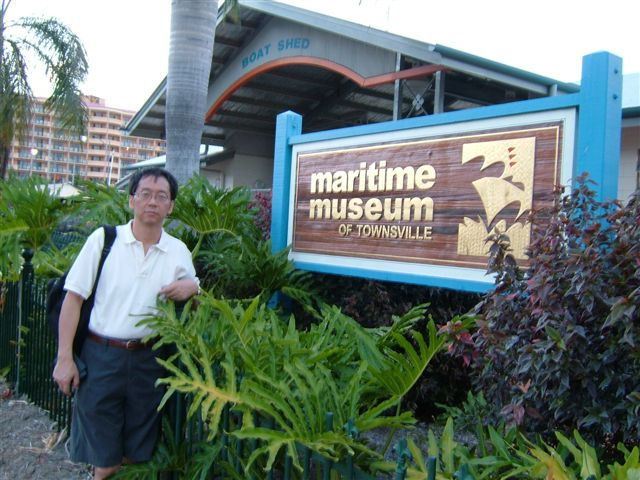 BOAT SHED
maritime
museum
OF TOWNSVILLE